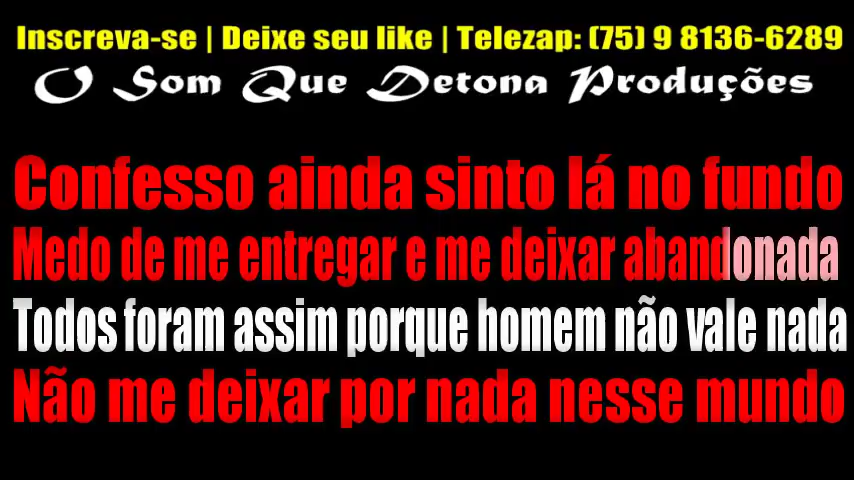 Inscreva-se | Deixe seu like | Telezap: (75) 9 8136-6289
O Som Que Detona Produções
Confesso ainda sinto lá no fundo
Medo de me entregar e me deixar abandonada
Todos foram assim porque homem não vale nada
Não me deixar por nada nesse mundo